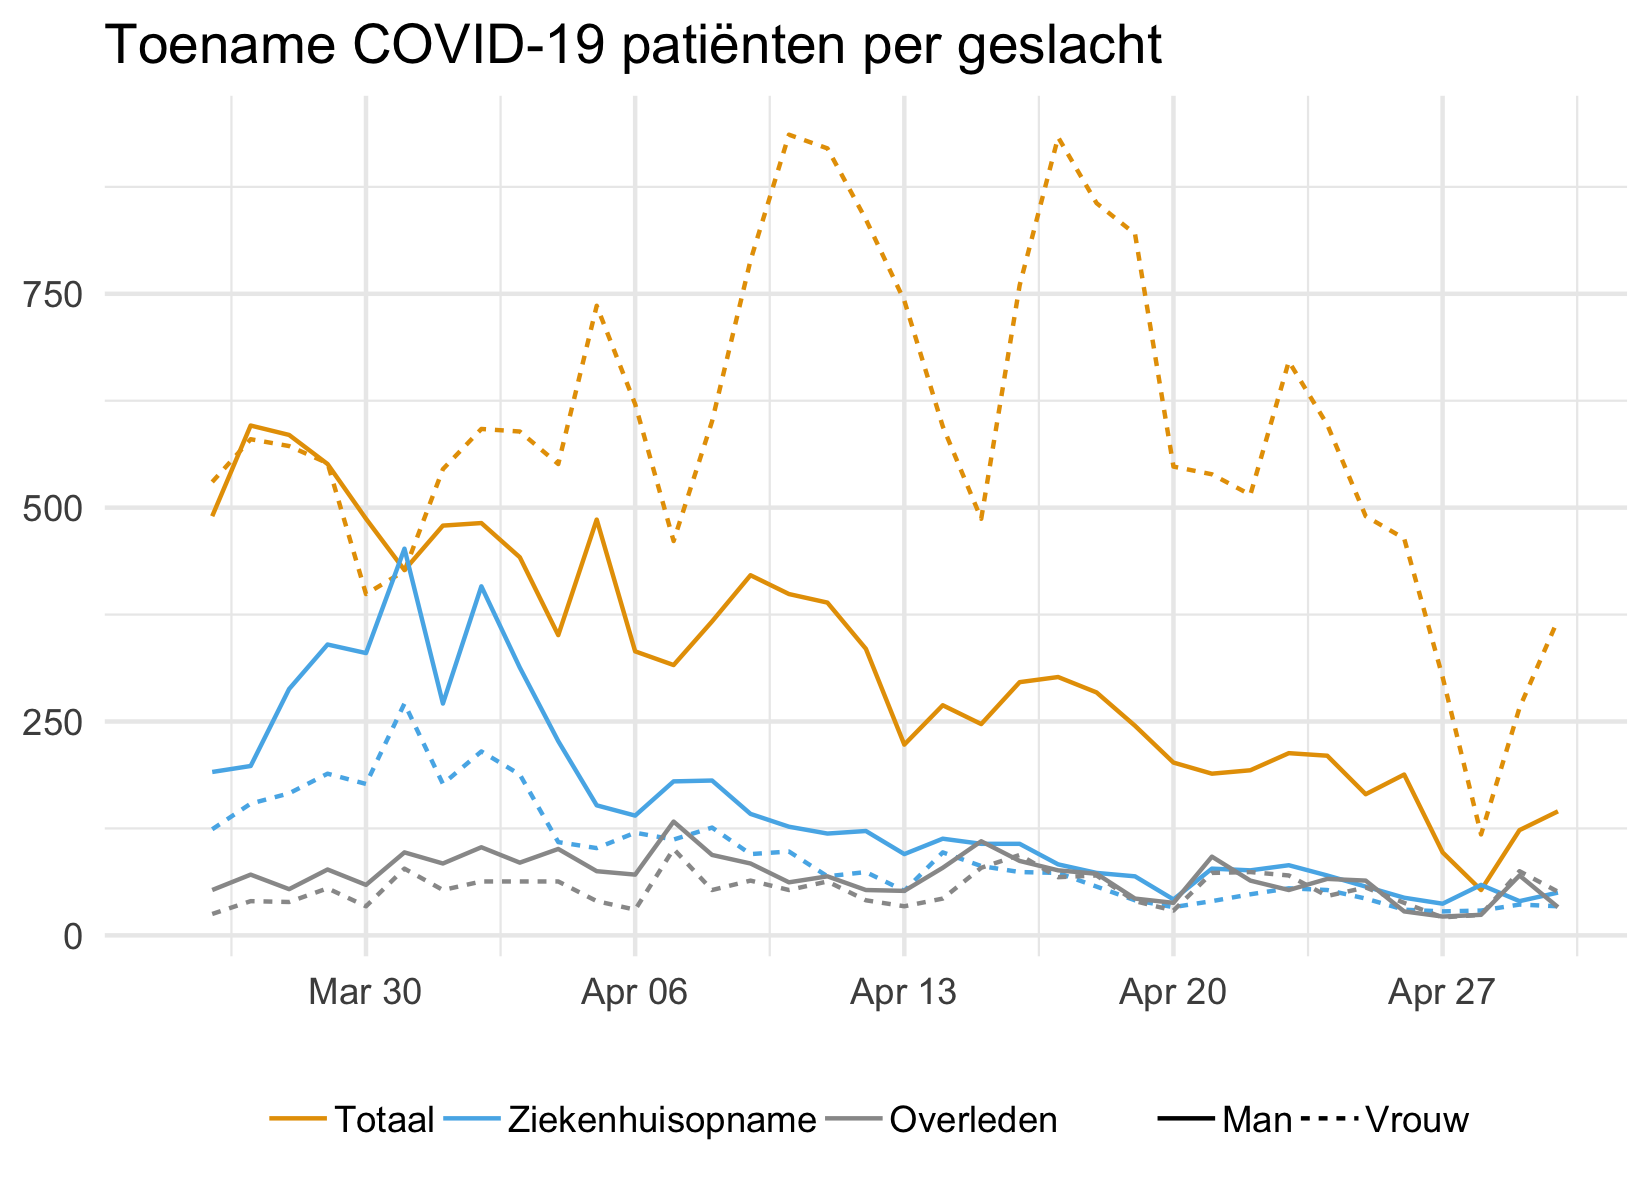 Toename COVID-19 patiënten per geslacht
750
500
250
0
Mar 30 Apr 06 Apr 13 Apr 20 Apr 27
Totaal Ziekenhuisopname Overleden Man Vrouw